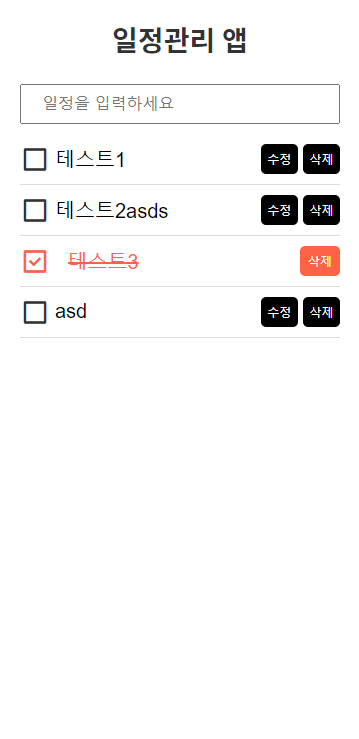 일정관리 앱
일정을 입력하세요
테스트1 수정 삭제
테스트2asds 수정 삭제
테스트3 삭제
asd 수정 삭제